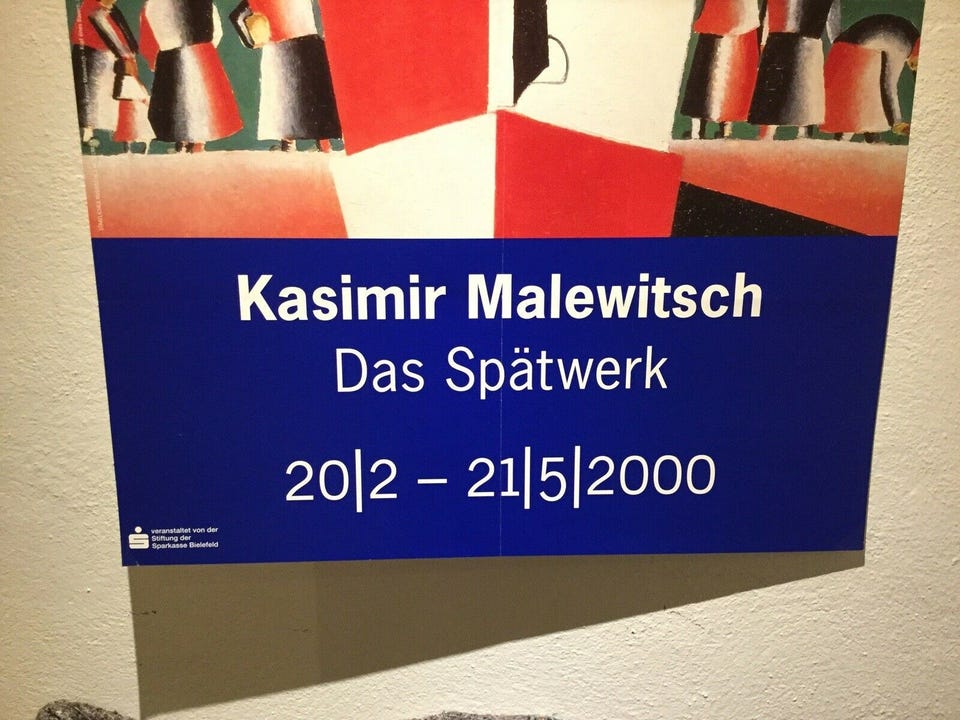 Kasimir Malewitsch
Das Spätwerk
20|2 – 21|5|2000
veranstaltet von der
Stiftung der
Sparkasse Bielefeld